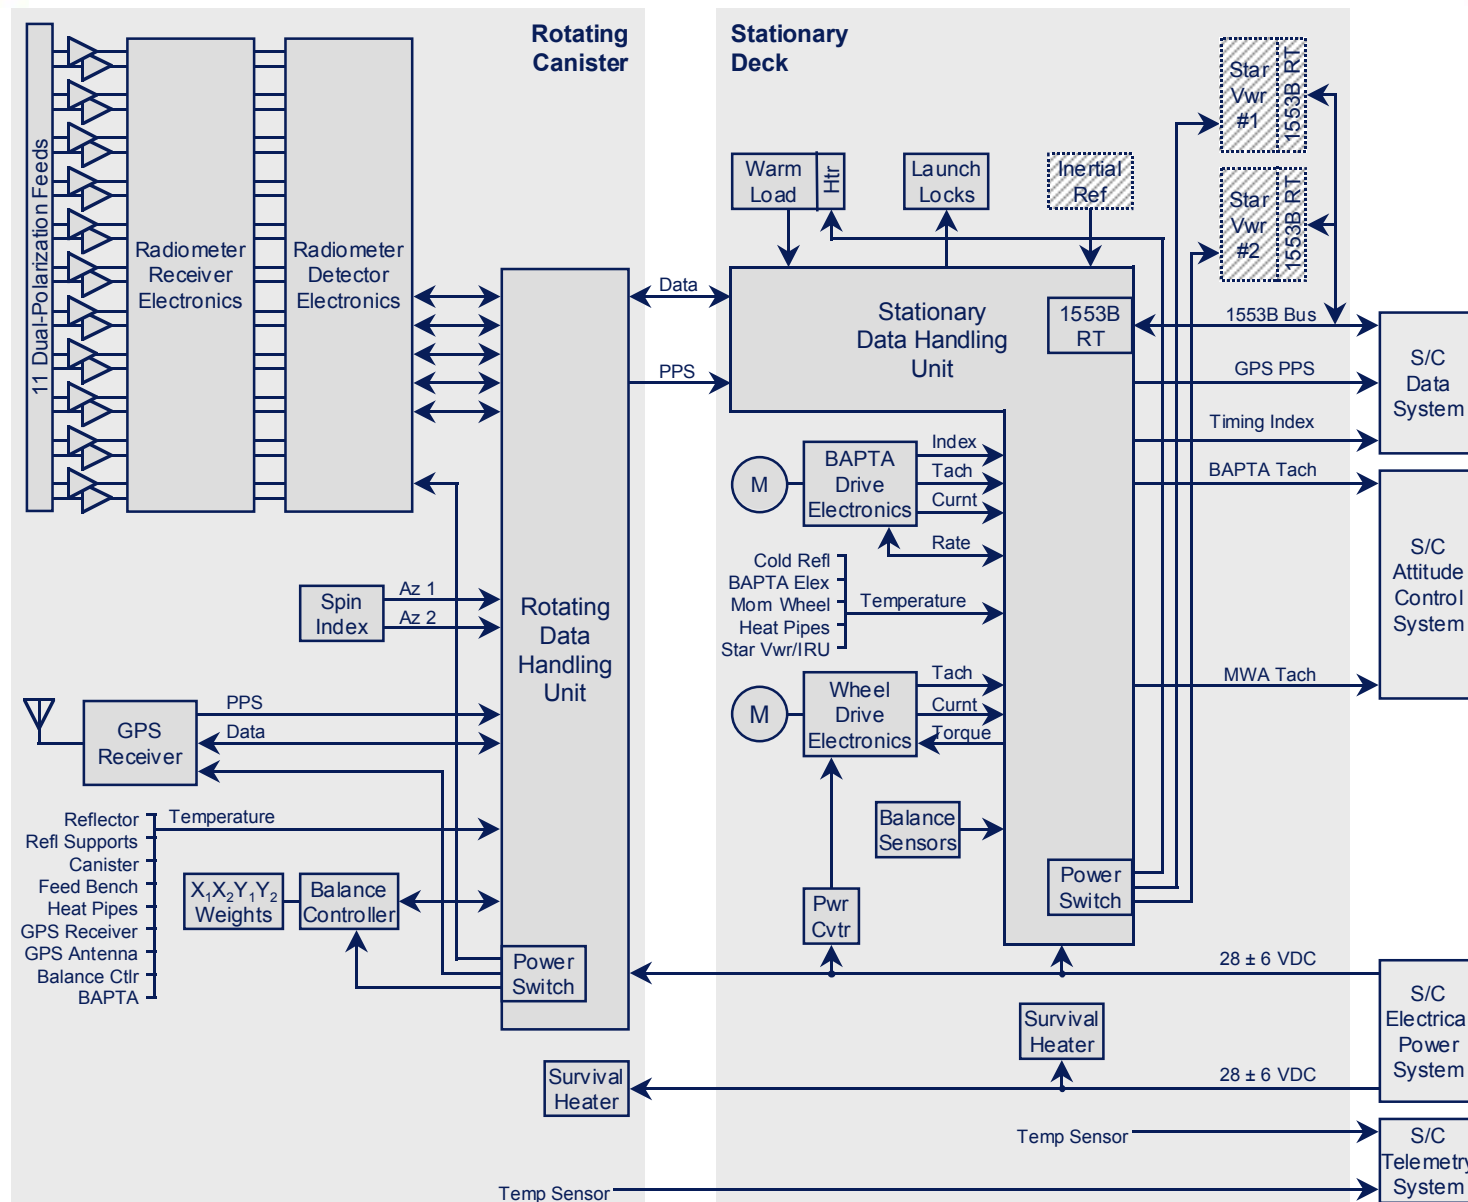 Rotating
Canister
Stationary
Deck
11 Dual-Polarization Feeds
Radiometer
Receiver
Electronics
Radiometer
Detector
Electronics
Star
Vwr
#1
1553B RT
Star
Vwr
#2
1553B RT
Warm
Load
Htr
Launch
Locks
Inertial
Ref
Data
PPS
Stationary
Data Handling
Unit
1553B
RT
1553B Bus
GPS PPS
Timing Index
BAPTA Tach
MWA Tach
S/C
Data
System
S/C
Attitude
Control
System
M
BAPTA
Drive
Electronics
Index
Tach
Curnt
Rate
Cold Refl
BAPTA Elex
Mom Wheel
Heat Pipes
Star Vwr/IRU
Temperature
M
Wheel
Drive
Electronics
Tach
Curnt
Torque
Balance
Sensors
Pwr
Cvtr
Power
Switch
Spin
Index
Az 1
Az 2
Rotating
Data
Handling
Unit
GPS
Receiver
PPS
Data
Reflector
Refl Supports
Canister
Feed Bench
Heat Pipes
GPS Receiver
GPS Antenna
Balance Ctlr
BAPTA
Temperature
X₁X₂Y₁Y₂
Weights
Balance
Controller
Power
Switch
28 ± 6 VDC
Survival
Heater
Survival
Heater
28 ± 6 VDC
S/C
Electrica
Power
System
Temp Sensor
Temp Sensor
S/C
Telemetry
System